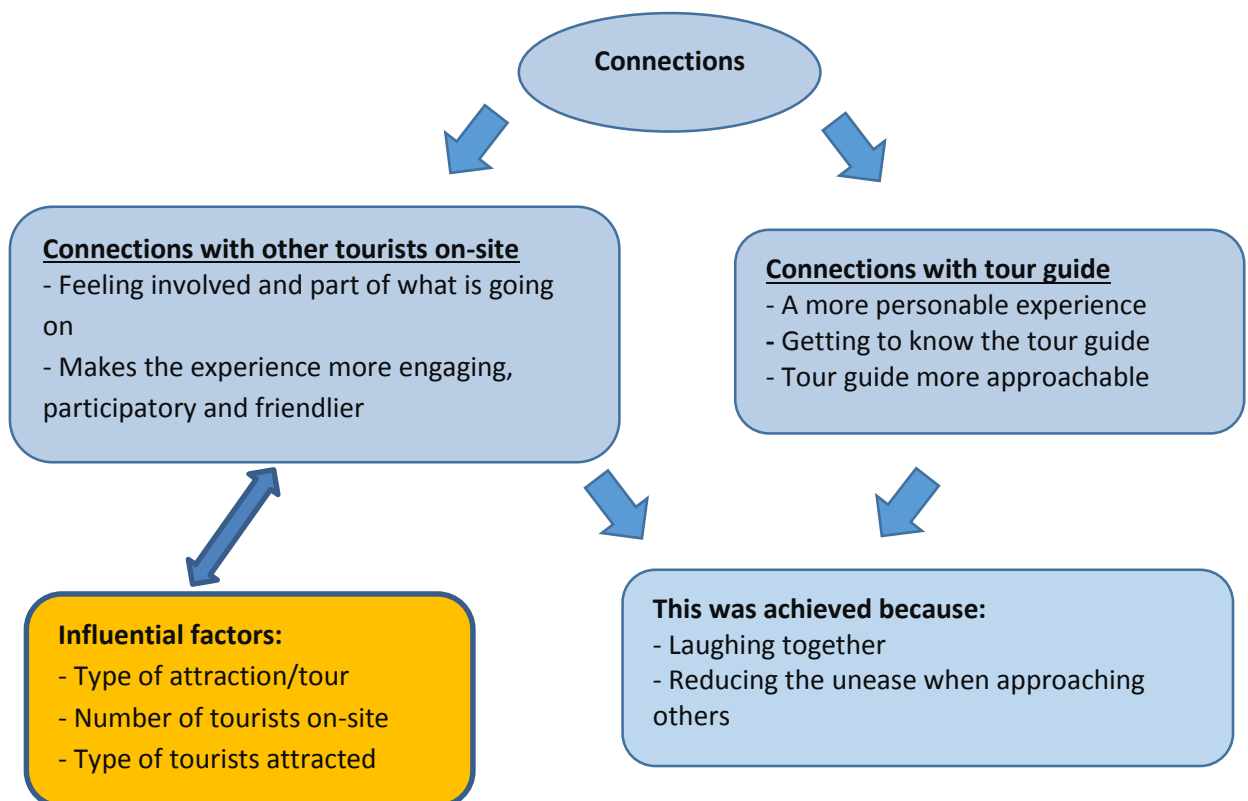 Connections
Connections with other tourists on-site
- Feeling involved and part of what is going
on
- Makes the experience more engaging,
participatory and friendlier
Connections with tour guide
- A more personable experience
- Getting to know the tour guide
- Tour guide more approachable
Influential factors:
- Type of attraction/tour
- Number of tourists on-site
- Type of tourists attracted
This was achieved because:
- Laughing together
- Reducing the unease when approaching
others